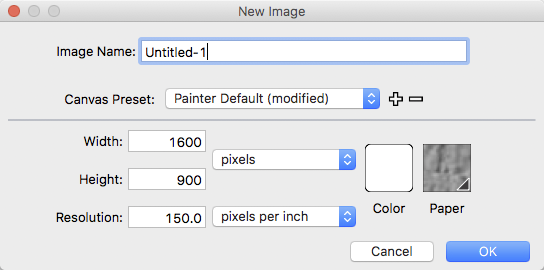 New Image
Image Name: Untitled-1
Canvas Preset: Painter Default (modified)
Width: 1600
pixels
Height: 900
Resolution: 150.0 pixels per inch
Color Paper
Cancel OK